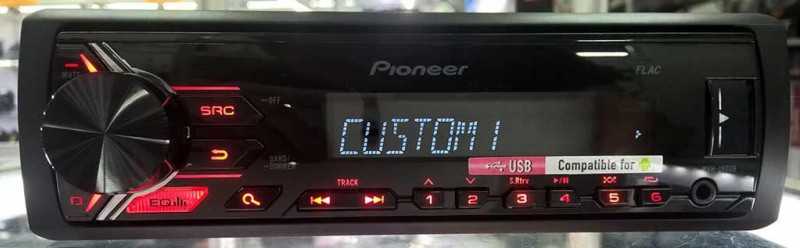 Pioneer
FLAC
MUTE
SRC
OFF
CUSTOM1
BAND/
USB
Compatible for
TRACK
S.Rtrv
EQ
1
2
3
4
5
6